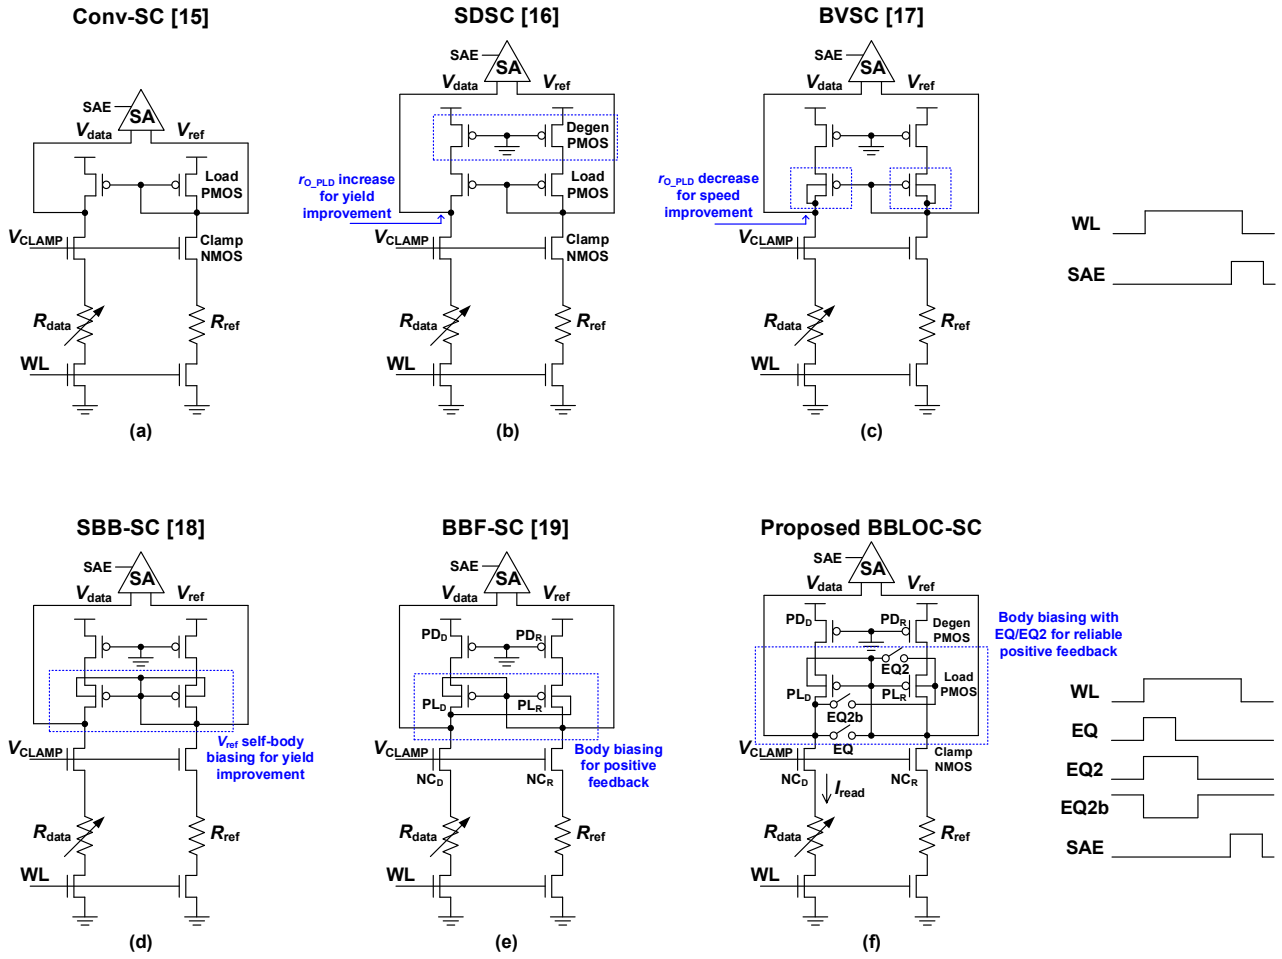 Conv-SC [15]
SAE
SA
Vdata
Vref
Load
PMOS
VCLAMP
Clamp
NMOS
Rdata
Rref
WL
(a)
SDSC [16]
SAE
SA
Vdata
Vref
Degen
PMOS
rO_PLD increase
for yield
improvement
Load
PMOS
VCLAMP
Clamp
NMOS
Rdata
Rref
WL
(b)
BVSC [17]
SAE
SA
Vdata
Vref
rO_PLD decrease
for speed
improvement
VCLAMP
Rdata
Rref
WL
(c)
WL
SAE
SBB-SC [18]
SAE
SA
Vdata
Vref
VCLAMP
Vref self-body
biasing for yield
improvement
Rdata
Rref
WL
(d)
BBF-SC [19]
SAE
SA
Vdata
Vref
PDD
PDR
PLD
PLR
VCLAMP
NCD
NCR
Body biasing
for positive
feedback
Rdata
Rref
WL
(e)
Proposed BBLOC-SC
SAE
SA
Vdata
Vref
PDD
PDR
Degen
PMOS
Body biasing with
EQ/EQ2 for reliable
positive feedback
EQ2
Load
PMOS
PLD
PLR
EQ2b
EQ
VCLAMP
Clamp
NMOS
NCD
NCR
Iread
Rdata
Rref
WL
(f)
WL
EQ
EQ2
EQ2b
SAE